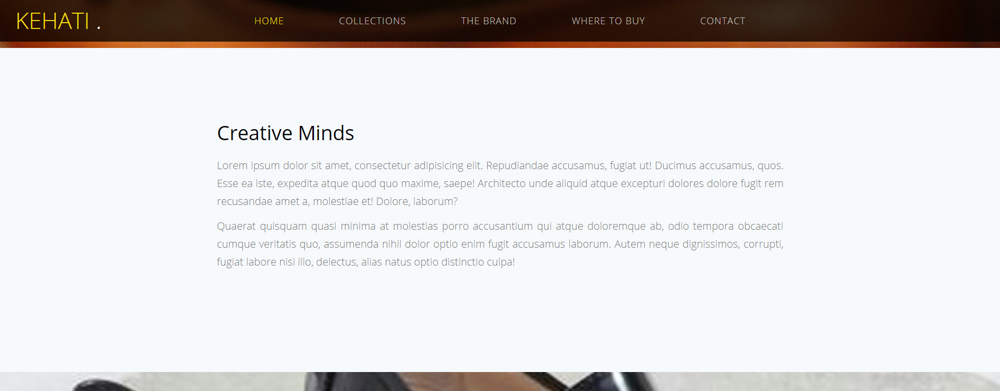 KEHATI .
HOME COLLECTIONS THE BRAND WHERE TO BUY CONTACT
Creative Minds
Lorem ipsum dolor sit amet, consectetur adipisicing elit. Repudiandae accusamus, fugiat ut! Ducimus accusamus, quos.
Esse ea iste, expedita atque quod quo maxime, saepe! Architecto unde aliquid atque excepturi dolores dolore fugit rem
recusandae amet a, molestiae et! Dolore, laborum?
Quaerat quisquam quasi minima at molestias porro accusantium qui atque doloremque ab, odio tempora obcaecati
cumque veritatis quo, assumenda nihil dolor optio enim fugit accusamus laborum. Autem neque dignissimos, corrupti,
fugiat labore nisi illo, delectus, alias natus optio distinctio culpa!